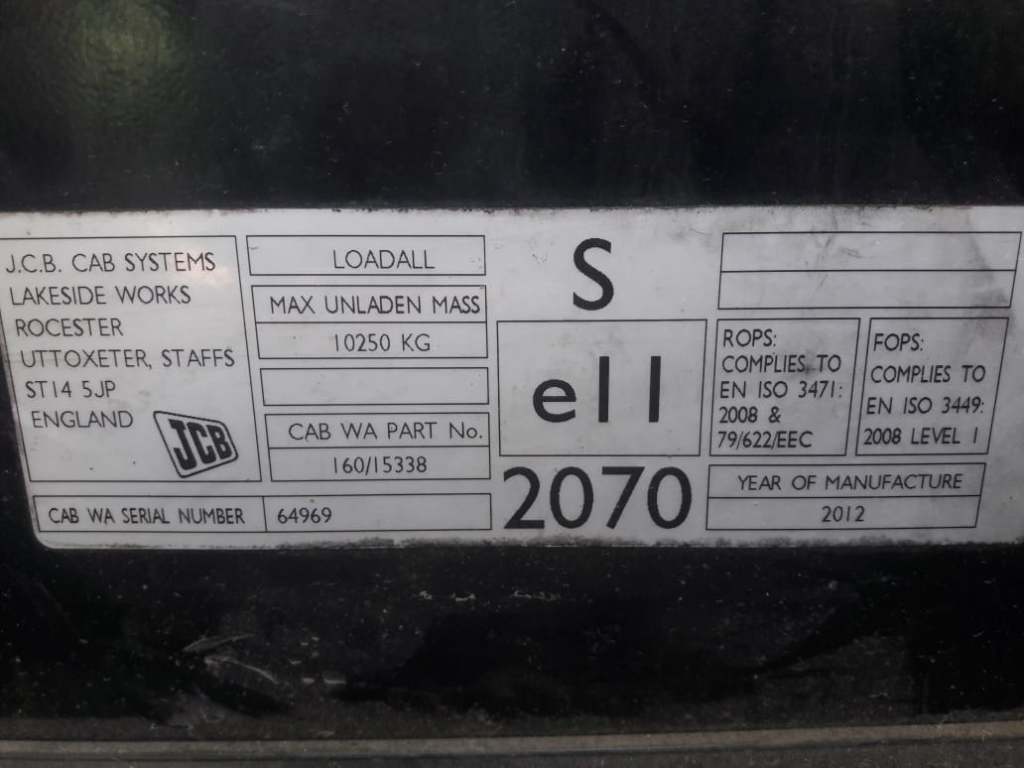 J.C.B. CAB SYSTEMS
LAKESIDE WORKS
ROCESTER
UTTOXETER, STAFFS
ST14 5JP
ENGLAND
JCB
CAB WA SERIAL NUMBER
64969
LOADALL
MAX UNLADEN MASS
10250 KG
CAB WA PART No.
160/15338
S
e11
2070
ROPS:
COMPLIES TO
EN ISO 3471:
2008 &
79/622/EEC
FOPS:
COMPLIES TO
EN ISO 3449:
2008 LEVEL I
YEAR OF MANUFACTURE
2012